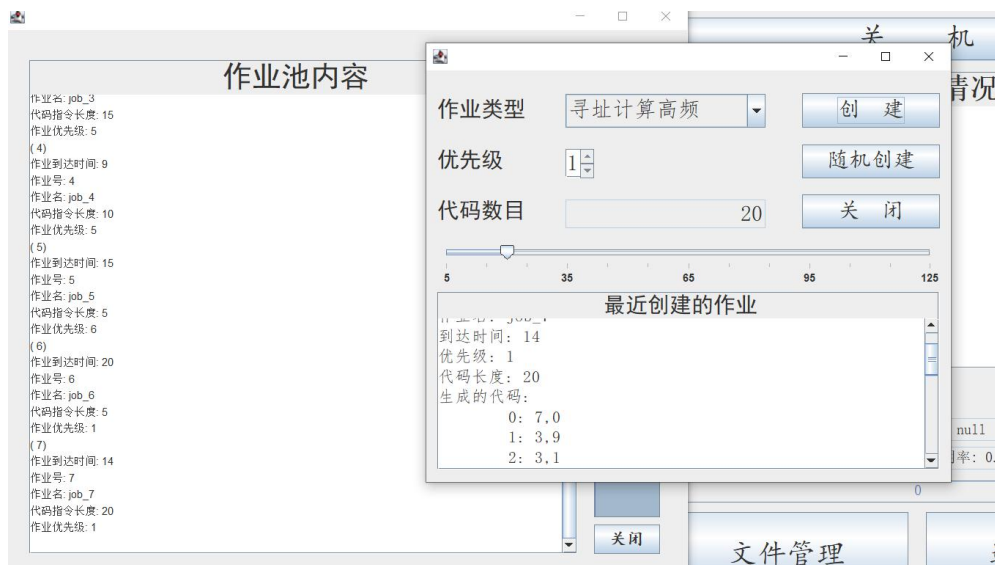 作业池内容
作业名: job_3
代码指令长度: 15
作业优先级: 5
( 4)
作业到达时间: 9
作业号: 4
作业名: job_4
代码指令长度: 10
作业优先级: 5
( 5)
作业到达时间: 15
作业号: 5
作业名: job_5
代码指令长度: 5
作业优先级: 6
( 6)
作业到达时间: 20
作业号: 6
作业名: job_6
代码指令长度: 5
作业优先级: 1
( 7)
作业到达时间: 14
作业号: 7
作业名: job_7
代码指令长度: 20
作业优先级: 1
关闭
作业类型
寻址计算高频
创 建
优先级
1
随机创建
代码数目
20
关 闭
5 35 65 95 125
最近创建的作业
到达时间: 14
优先级: 1
代码长度: 20
生成的代码:
0: 7,0
1: 3,9
2: 3,1
关 机
情况
null
率: 0.
0
文件管理